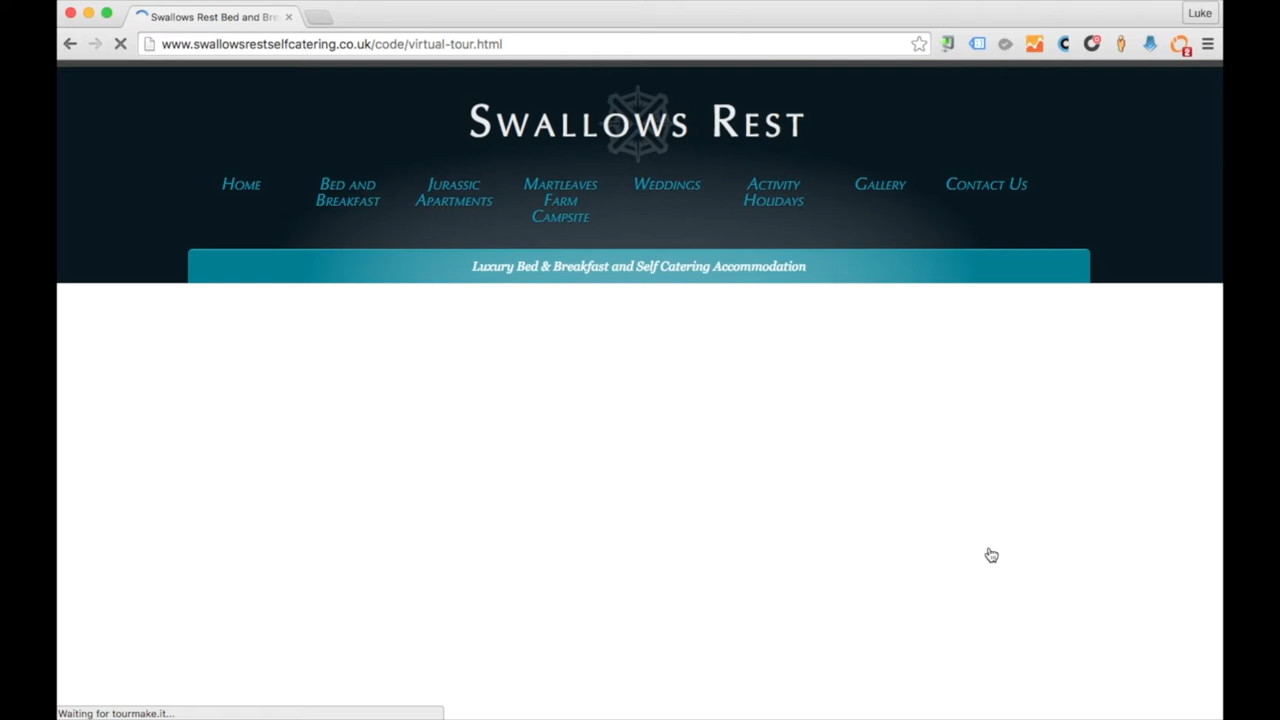 Swallows Rest Bed and Bre
Luke
www.swallowsrestselfcatering.co.uk/code/virtual-tour.html
2
Swallows Rest
Home
Bed and
Breakfast
Jurassic
Apartments
Martleaves
Farm
Campsite
Weddings
Activity
Holidays
Gallery
Contact Us
Luxury Bed & Breakfast and Self Catering Accommodation
Waiting for tourmake.it...